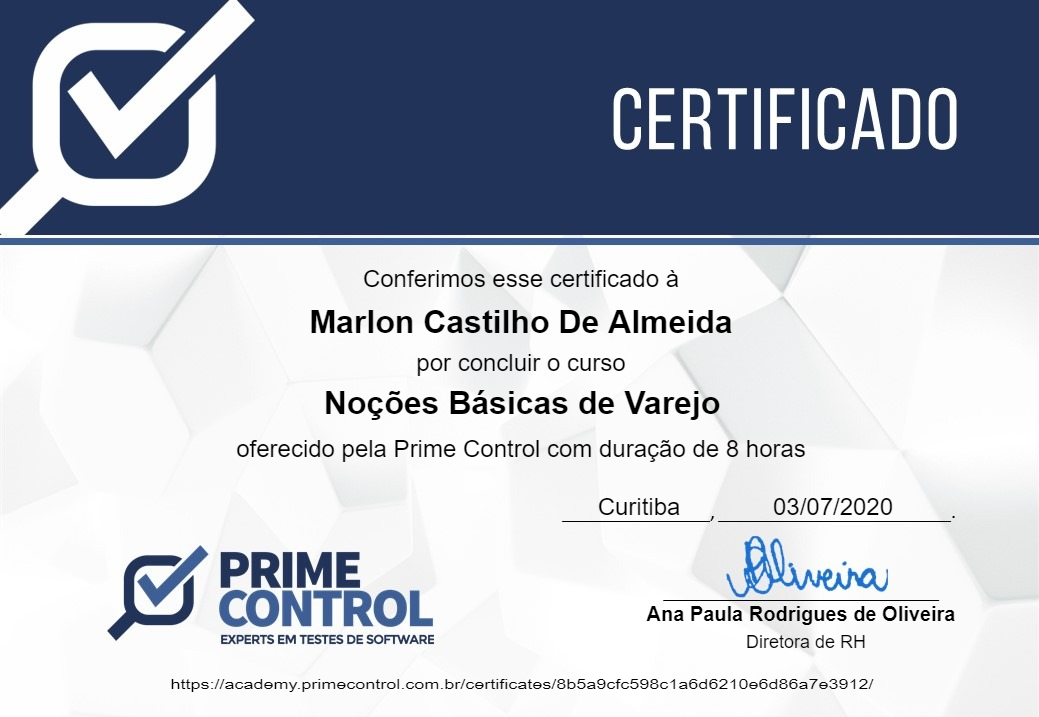 CERTIFICADO
Conferimos esse certificado à
Marlon Castilho De Almeida
por concluir o curso
Noções Básicas de Varejo
oferecido pela Prime Control com duração de 8 horas
Curitiba, 03/07/2020.
Oliveira
Ana Paula Rodrigues de Oliveira
Diretora de RH
PRIME
CONTROL
EXPERTS EM TESTES DE SOFTWARE
https://academy.primecontrol.com.br/certificates/8b5a9cfc598c1a6d6210e6d86a7e3912/